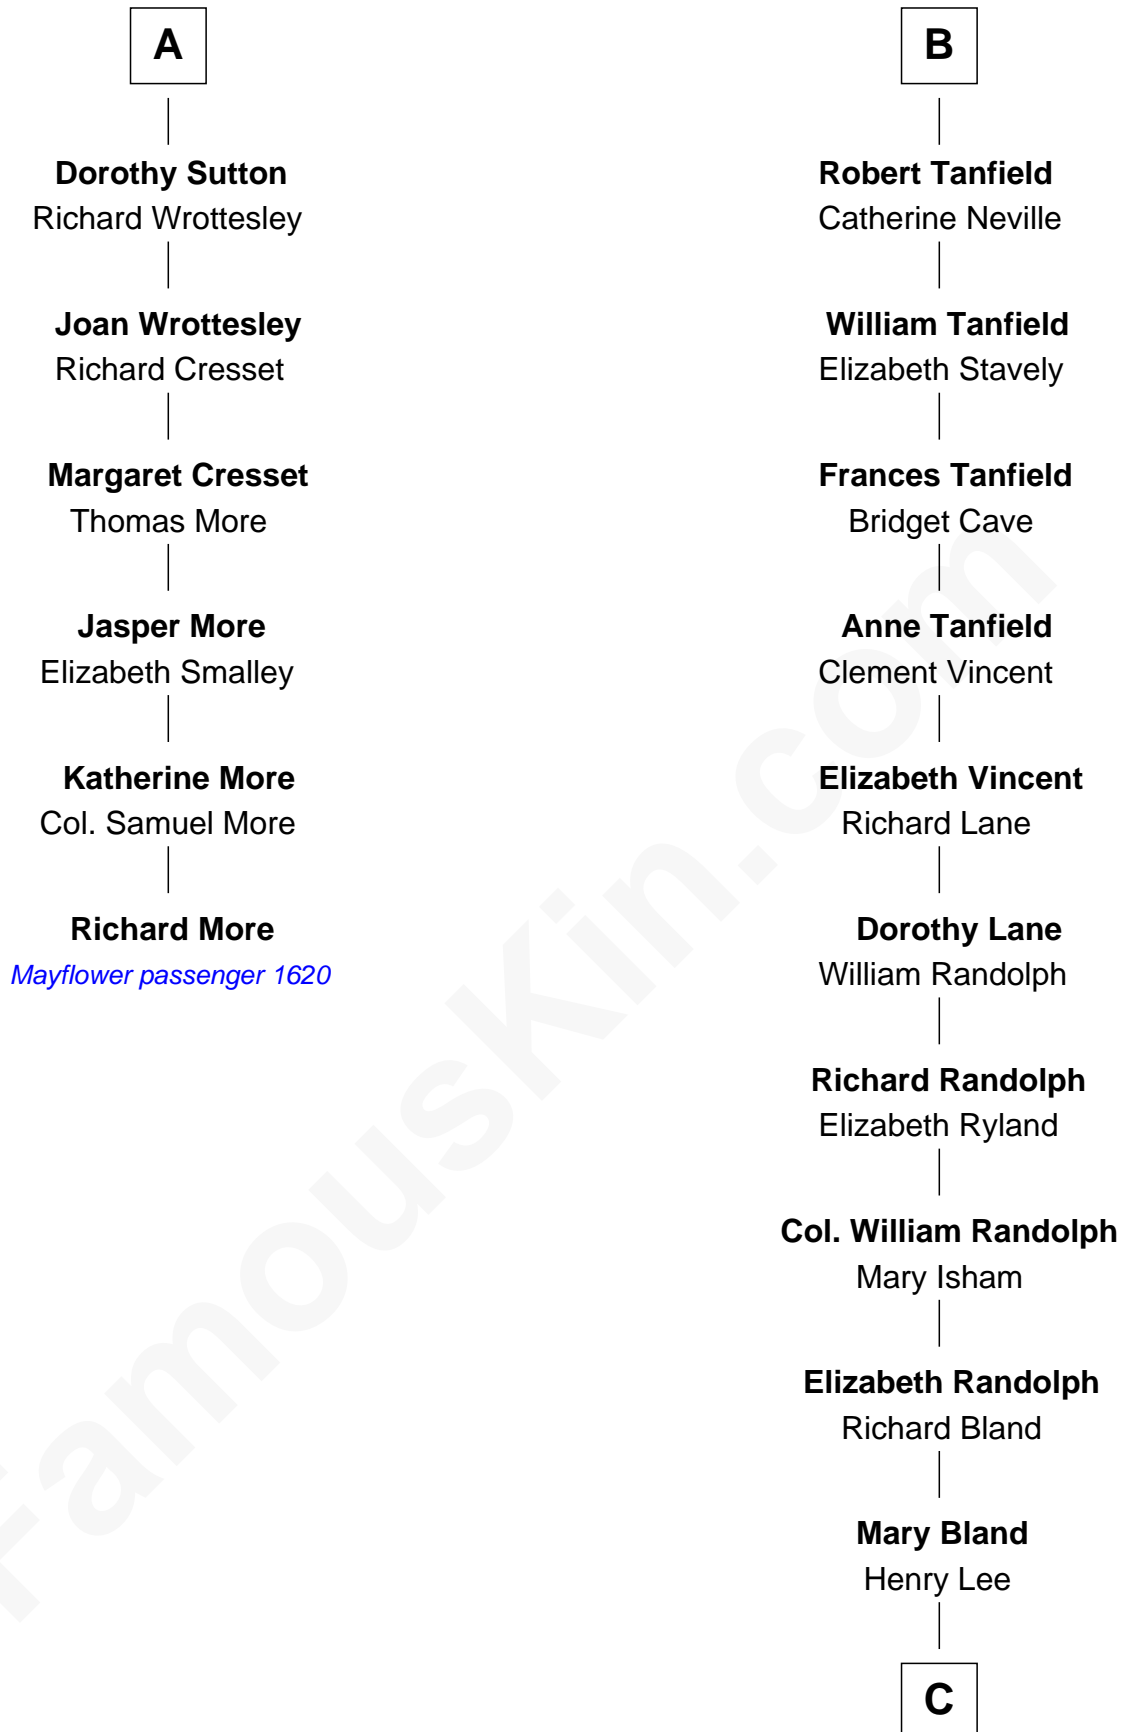 A
Dorothy Sutton
Richard Wrottesley
Joan Wrottesley
Richard Cresset
Margaret Cresset
Thomas More
Jasper More
Elizabeth Smalley
Katherine More
Col. Samuel More
Richard More
Mayflower passenger 1620
B
Robert Tanfield
Catherine Neville
William Tanfield
Elizabeth Stavely
Frances Tanfield
Bridget Cave
Anne Tanfield
Clement Vincent
Elizabeth Vincent
Richard Lane
Dorothy Lane
William Randolph
Richard Randolph
Elizabeth Ryland
Col. William Randolph
Mary Isham
Elizabeth Randolph
Richard Bland
Mary Bland
Henry Lee
C
FamousKin.com